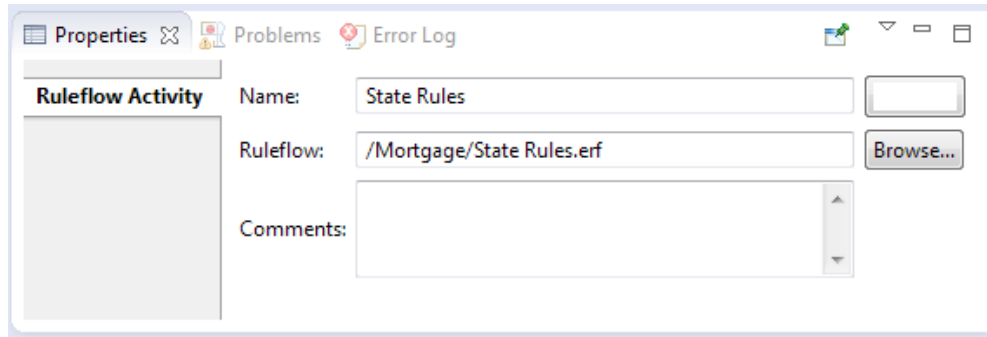 Properties Problems Error Log
Ruleflow Activity Name: State Rules
Ruleflow: /Mortgage/State Rules.erf Browse...
Comments: